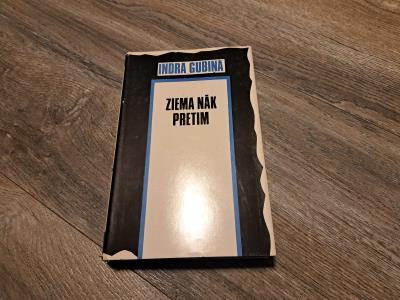 INDRA GUBIŅA
ZIEMA NĀK
PRETIM